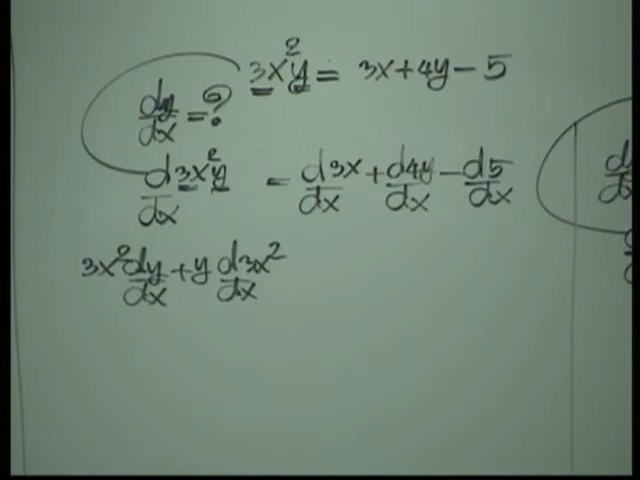 3x²y = 3x+4y-5
dy/dx = ?
d3x²y/dx = d3x/dx + d4y/dx - d5/dx
3x² dy/dx + y d3x²/dx